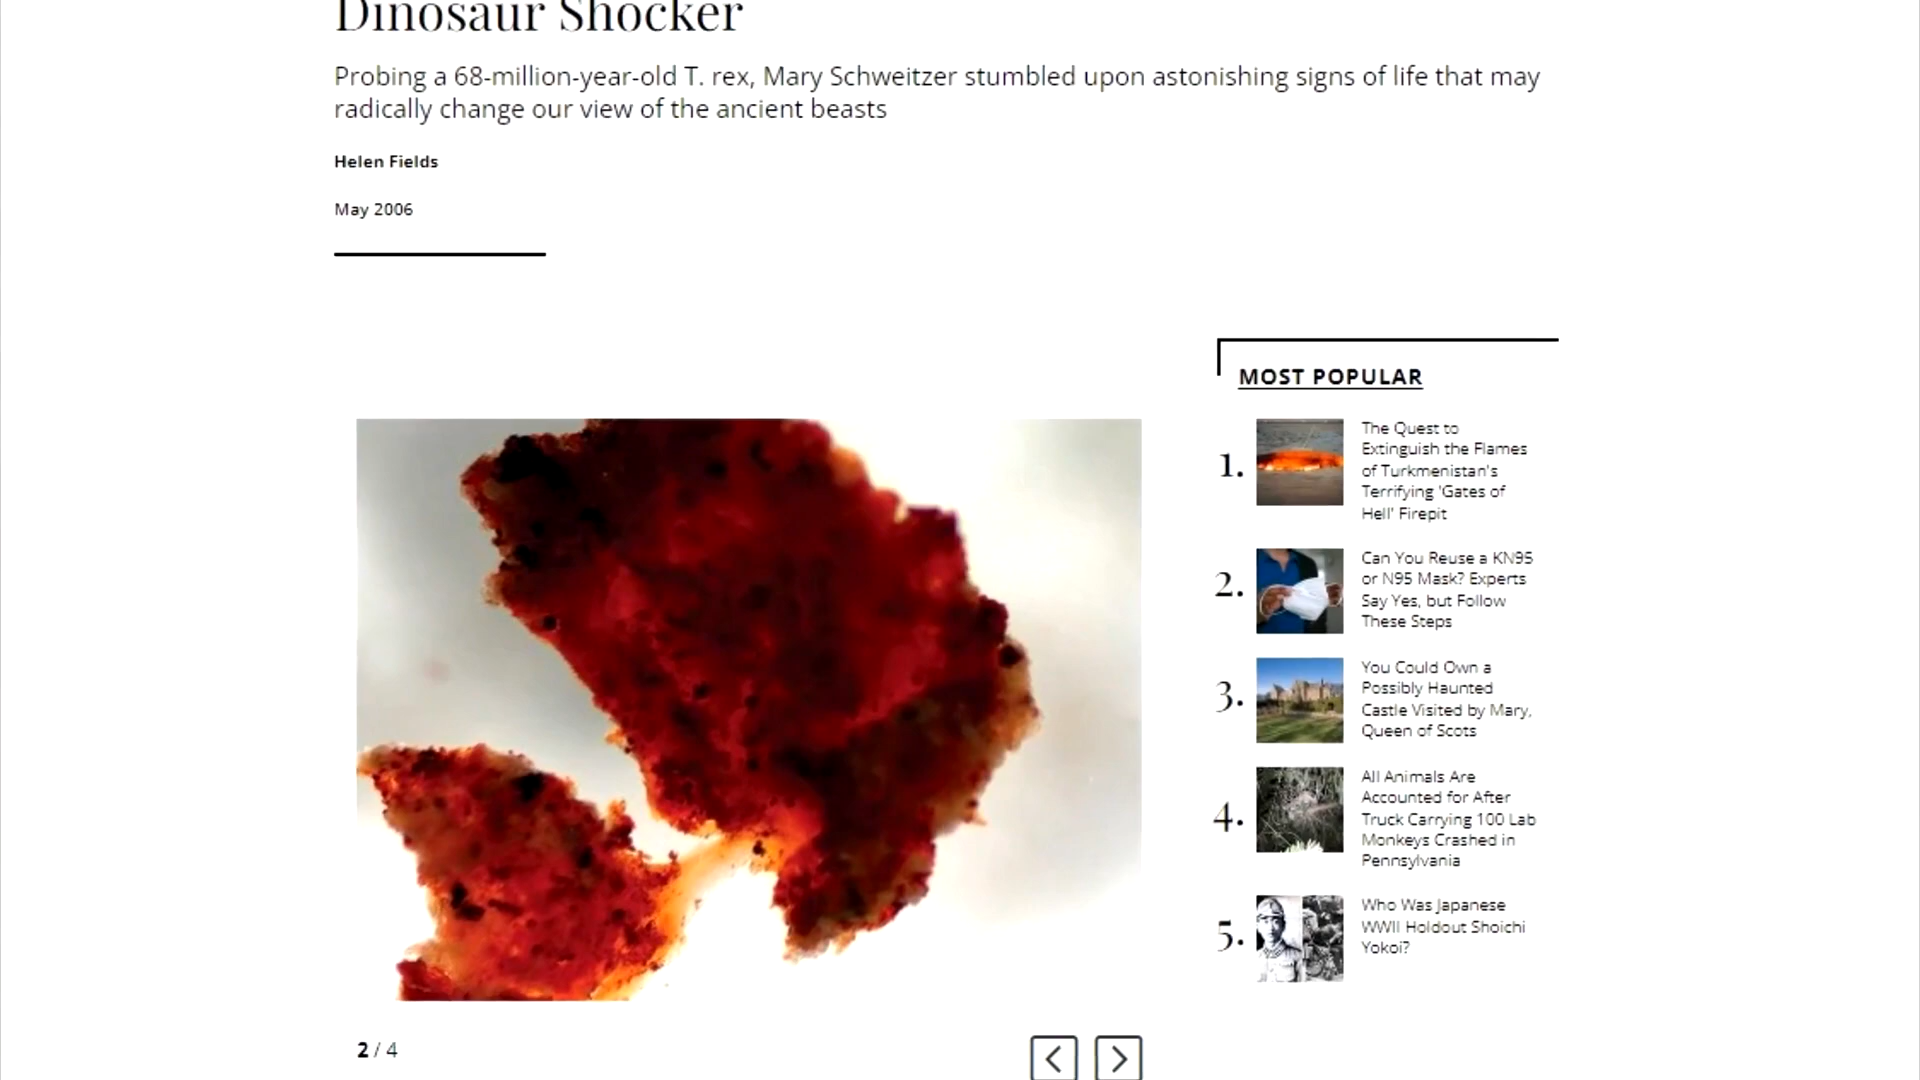 Dinosaur Shocker
Probing a 68-million-year-old T. rex, Mary Schweitzer stumbled upon astonishing signs of life that may
radically change our view of the ancient beasts
Helen Fields
May 2006
MOST POPULAR
1.
The Quest to
Extinguish the Flames
of Turkmenistan's
Terrifying 'Gates of
Hell' Firepit
2.
Can You Reuse a KN95
or N95 Mask? Experts
Say Yes, but Follow
These Steps
3.
You Could Own a
Possibly Haunted
Castle Visited by Mary,
Queen of Scots
4.
All Animals Are
Accounted for After
Truck Carrying 100 Lab
Monkeys Crashed in
Pennsylvania
5.
Who Was Japanese
WWII Holdout Shoichi
Yokoi?
2 / 4